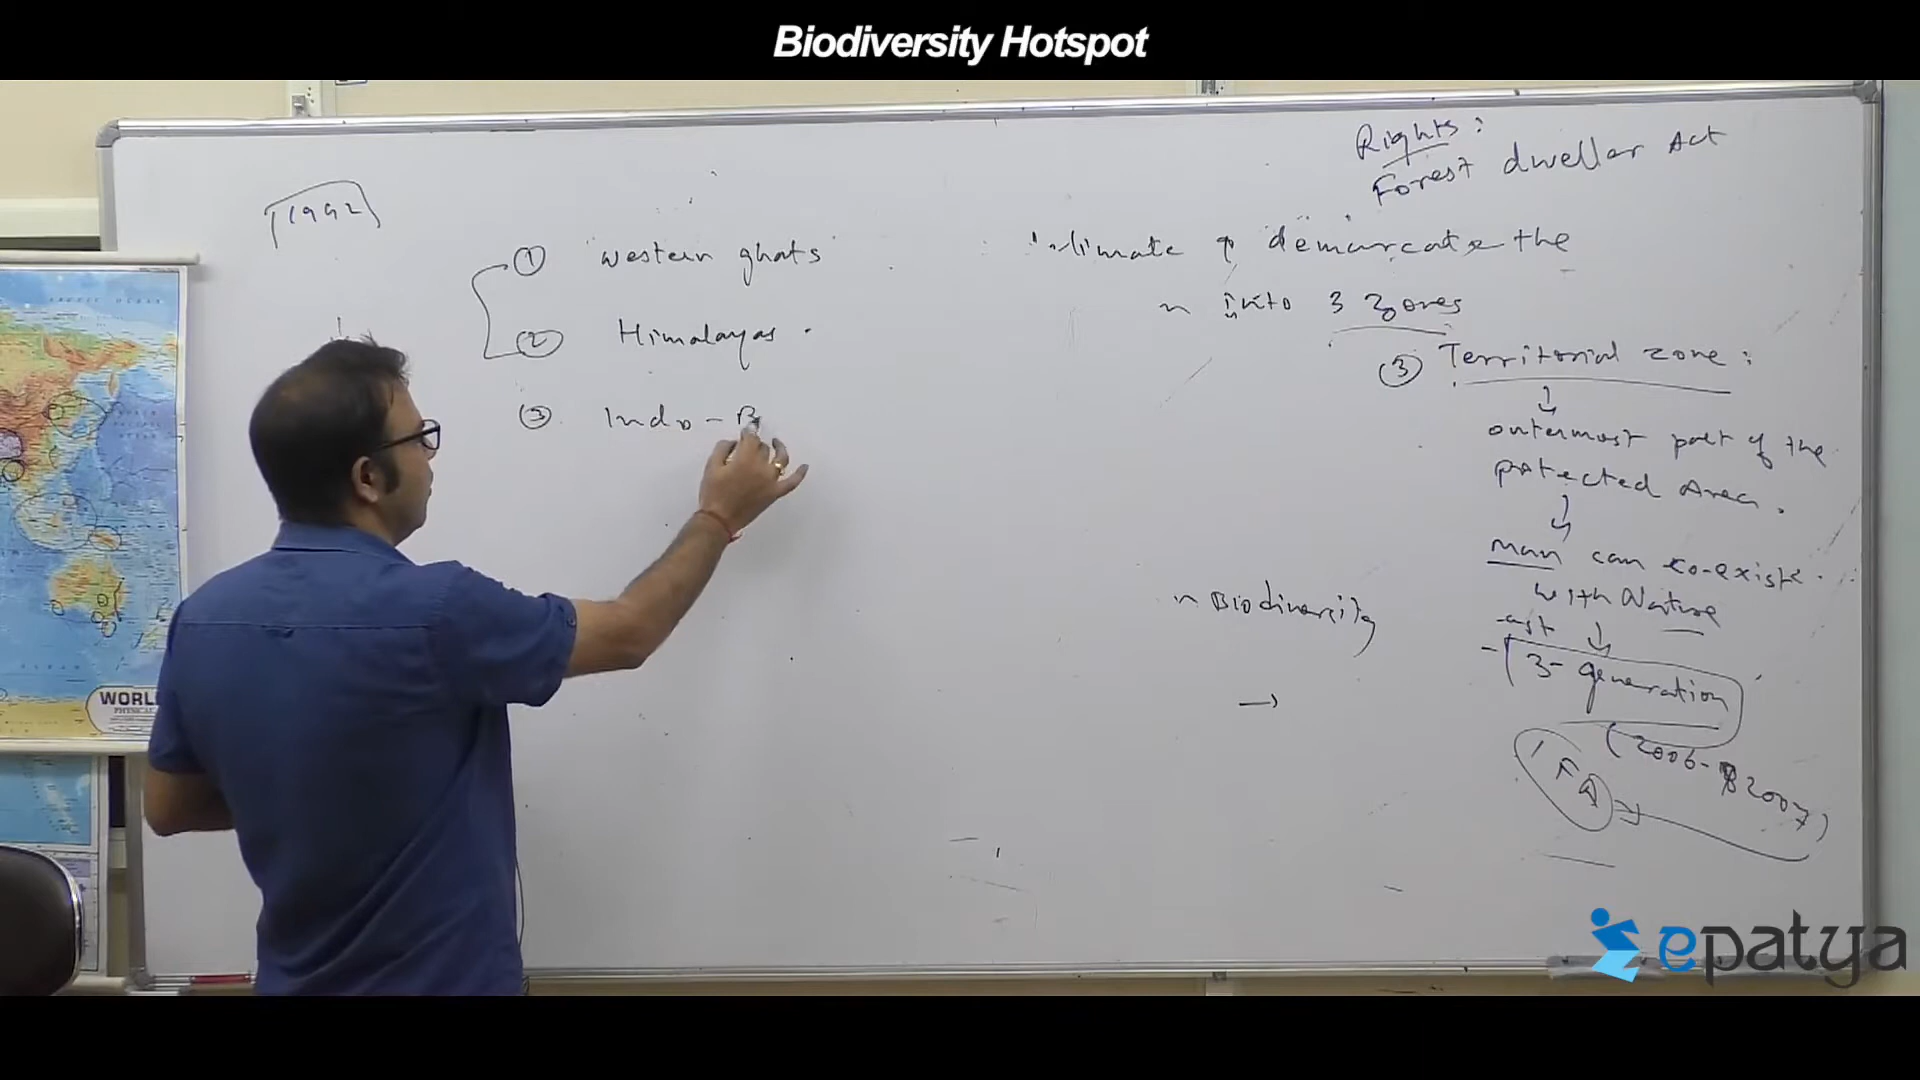 Biodiversity Hotspot
1992
① "western ghats"
② Himalayas
③ Indo - B
Rights:
Forest dweller Act
demarcate the
into 3 zones
③ Territorial zone:
outermost part of the
protected Area.
man can co-exist
with Nature
3- generation
(2006-2007)
Biodiversity
WORL
epatya